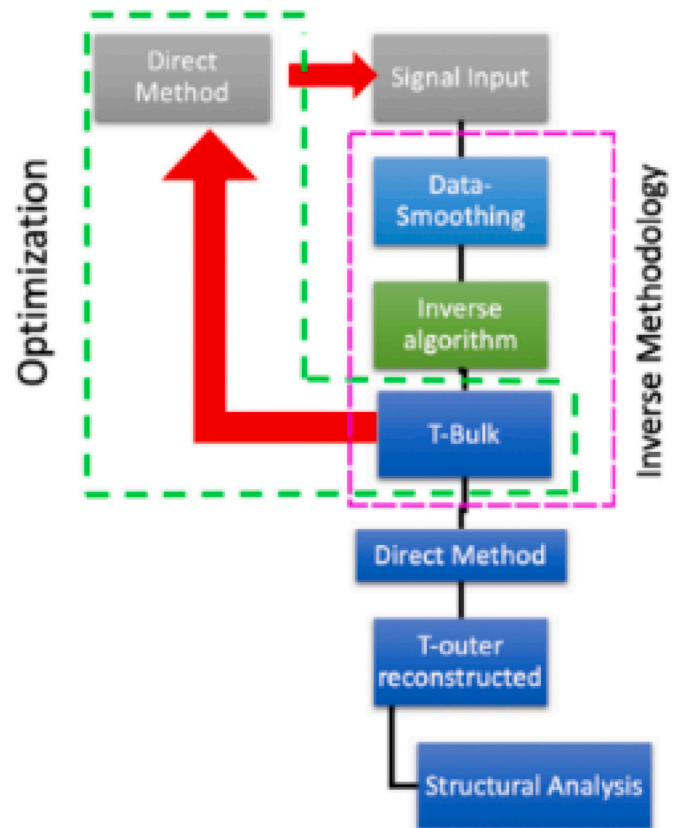 Direct
Method
Signal Input
Optimization
Data-
Smoothing
Inverse
algorithm
T-Bulk
Inverse Methodology
Direct Method
T-outer
reconstructed
Structural Analysis